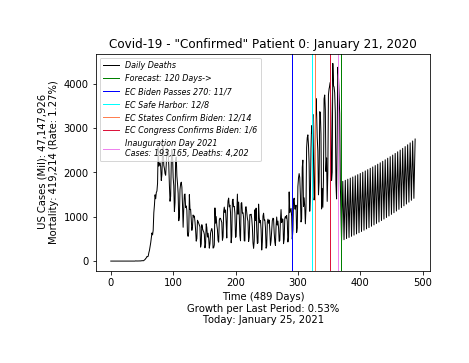 Covid-19 - "Confirmed" Patient 0: January 21, 2020
Daily Deaths
Forecast: 120 Days->
EC Biden Passes 270: 11/7
EC Safe Harbor: 12/8
EC States Confirms Biden: 12/14
EC Congress Confirms Biden: 1/6
Inauguration Day 2021
Cases: 193,165, Deaths: 4,202
US Cases (Mil): 47,147,926
Mortality: 419,214 (Rate: 1.27%)
4000
3000
2000
1000
0
0 100 200 300 400 500
Time (489 Days)
Growth per Last Period: 0.53%
Today: January 25, 2021